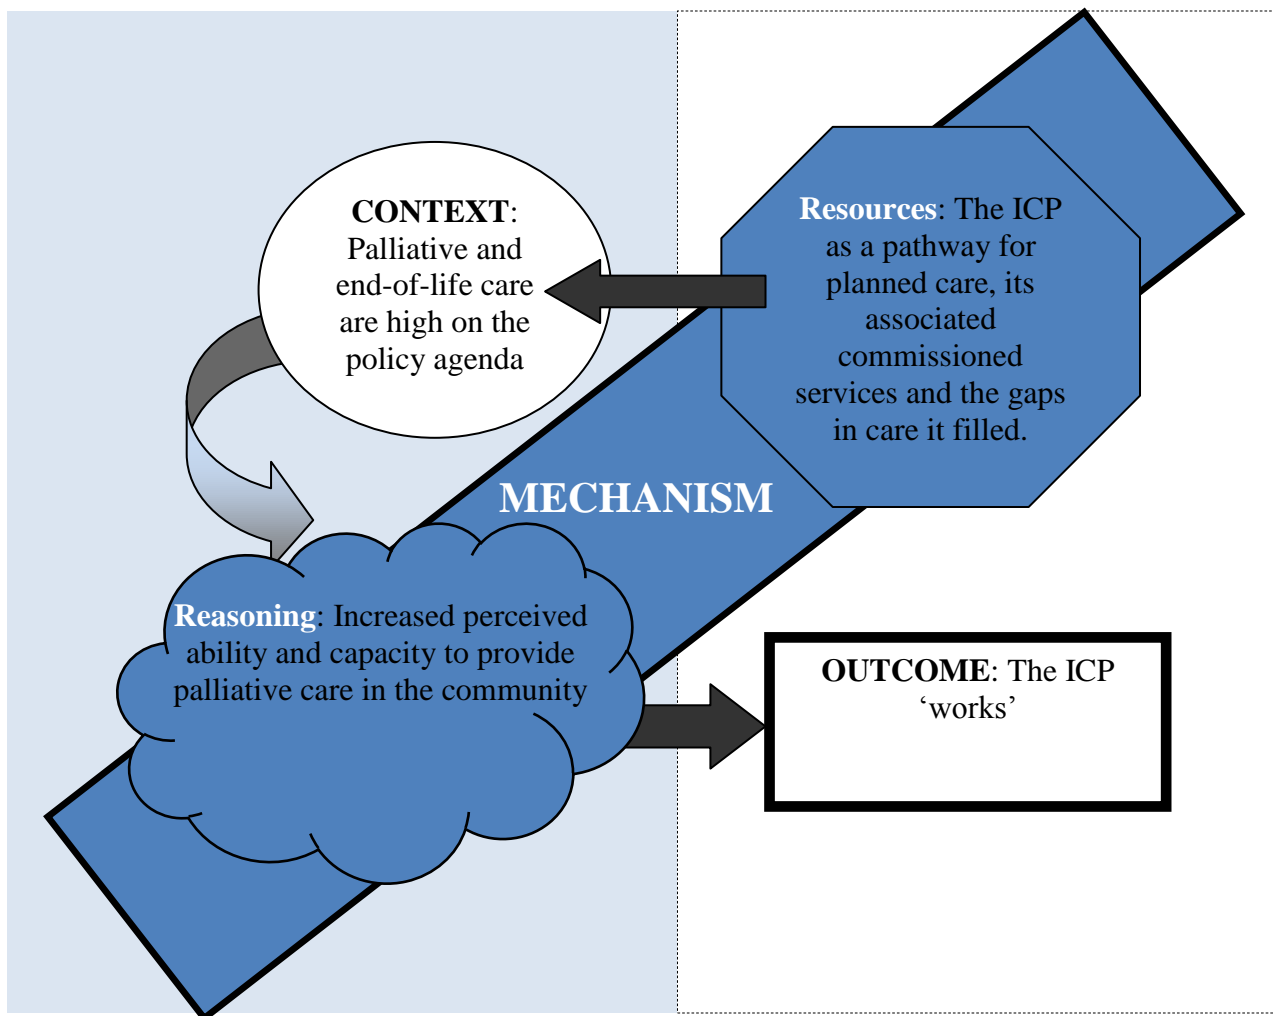 CONTEXT:
Palliative and
end-of-life care
are high on the
policy agenda
Resources: The ICP
as a pathway for
planned care, its
associated
commissioned
services and the gaps
in care it filled.
MECHANISM
Reasoning: Increased perceived
ability and capacity to provide
palliative care in the community
OUTCOME: The ICP
‘works’